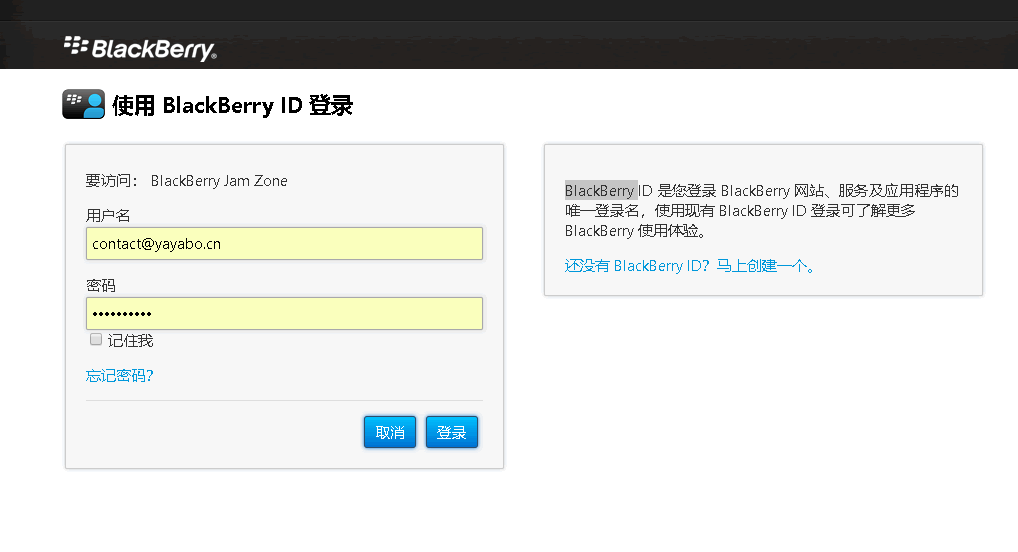 BlackBerry®
使用 BlackBerry ID 登录
要访问： BlackBerry Jam Zone
用户名
contact@yayabo.cn
密码
••••••••••
记住我
忘记密码?
取消 登录
BlackBerry ID 是您登录 BlackBerry 网站、服务及应用程序的
唯一登录名，使用现有 BlackBerry ID 登录可了解更多
BlackBerry 使用体验。
还没有 BlackBerry ID？马上创建一个。